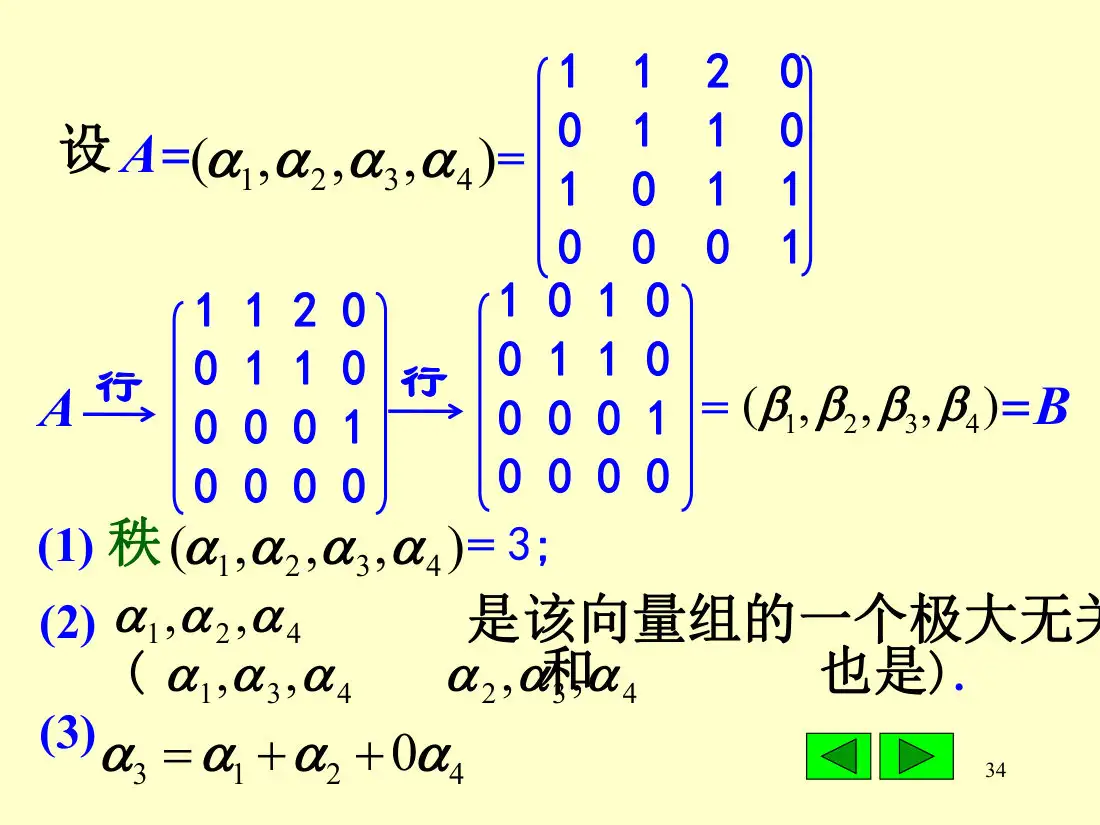 设 A=(α₁,α₂,α₃,α₄)=
1 1 2 0
0 1 1 0
1 0 1 1
0 0 0 1
A 行 → 行 → = (β₁,β₂,β₃,β₄)=B
1 1 2 0
0 1 1 0
0 0 0 1
0 0 0 0
1 0 1 0
0 1 1 0
0 0 0 1
0 0 0 0
(1) 秩(α₁,α₂,α₃,α₄)= 3;
(2) α₁,α₂,α₄ 是该向量组的一个极大无关
( α₁,α₃,α₄ 和 α₂,α₃,α₄ 也是).
(3) α₃ = α₁ + α₂ + 0α₄
34